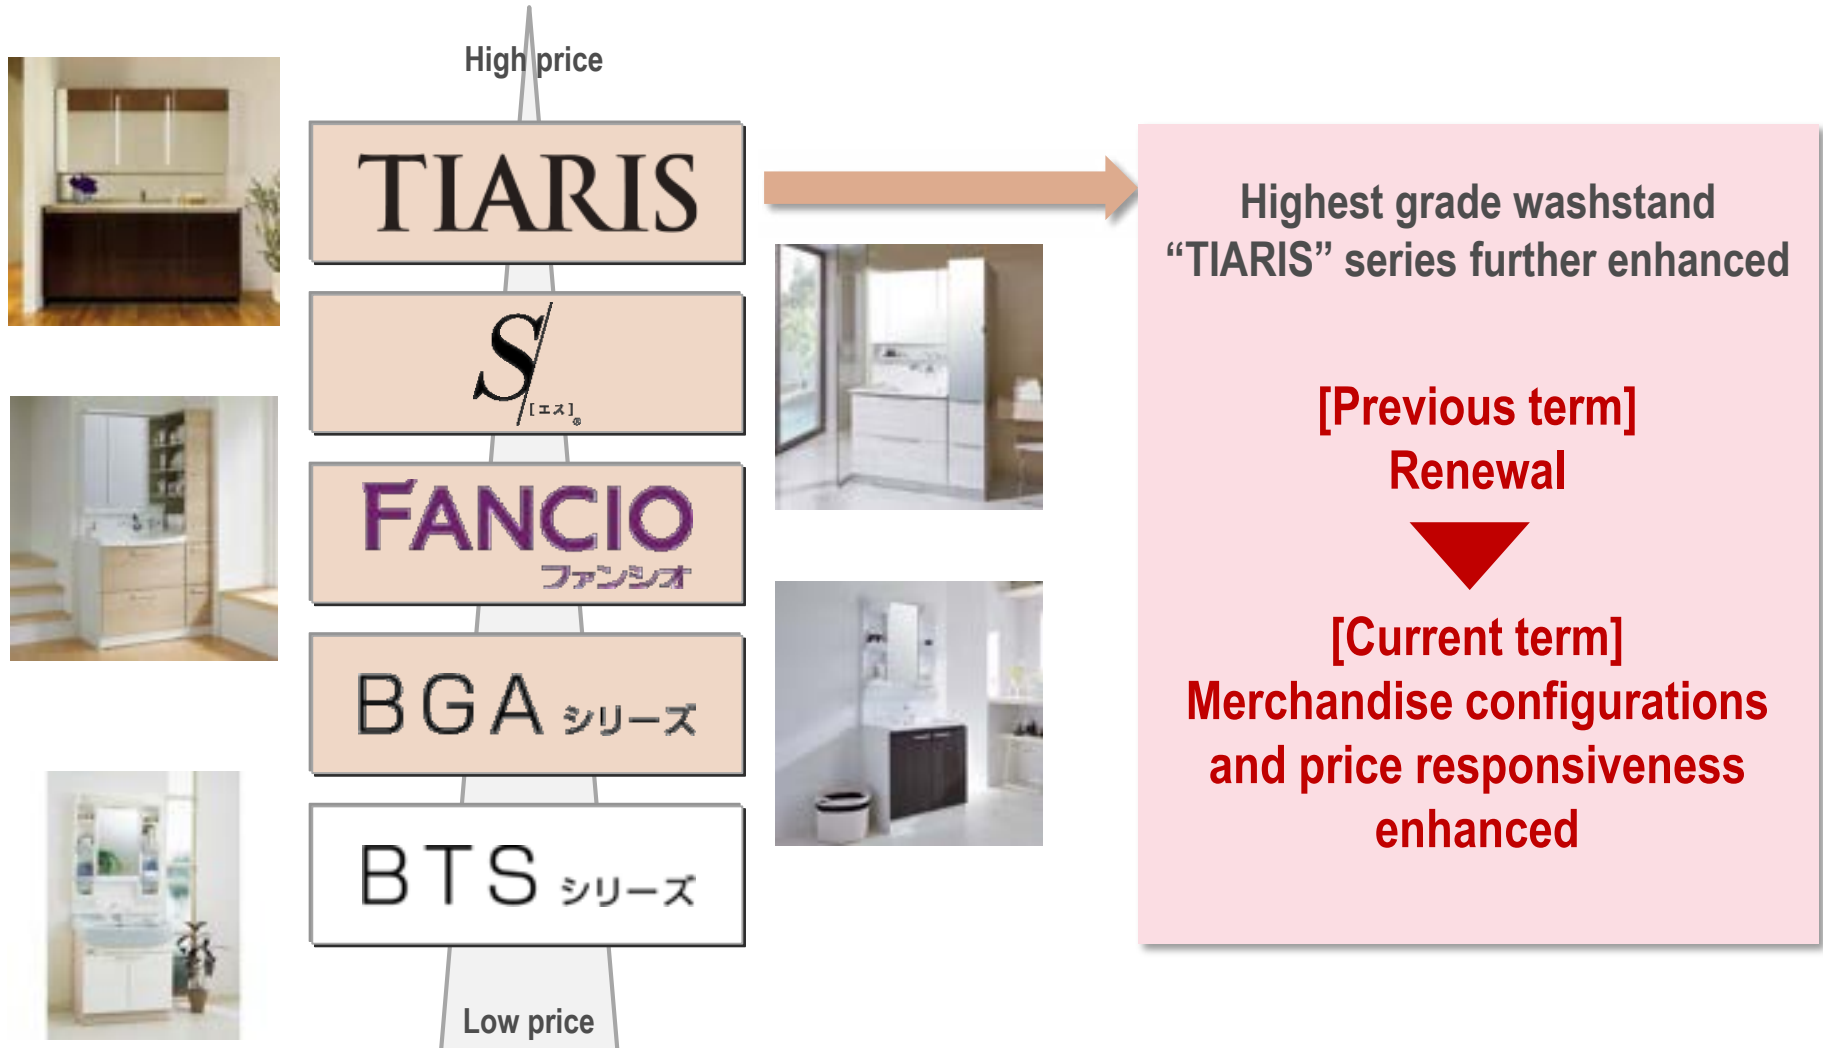 High price
TIARIS
S
[エス]®
FANCIO
ファンシオ
BGA シリーズ
BTS シリーズ
Low price
Highest grade washstand
“TIARIS” series further enhanced
[Previous term]
Renewal
[Current term]
Merchandise configurations
and price responsiveness
enhanced